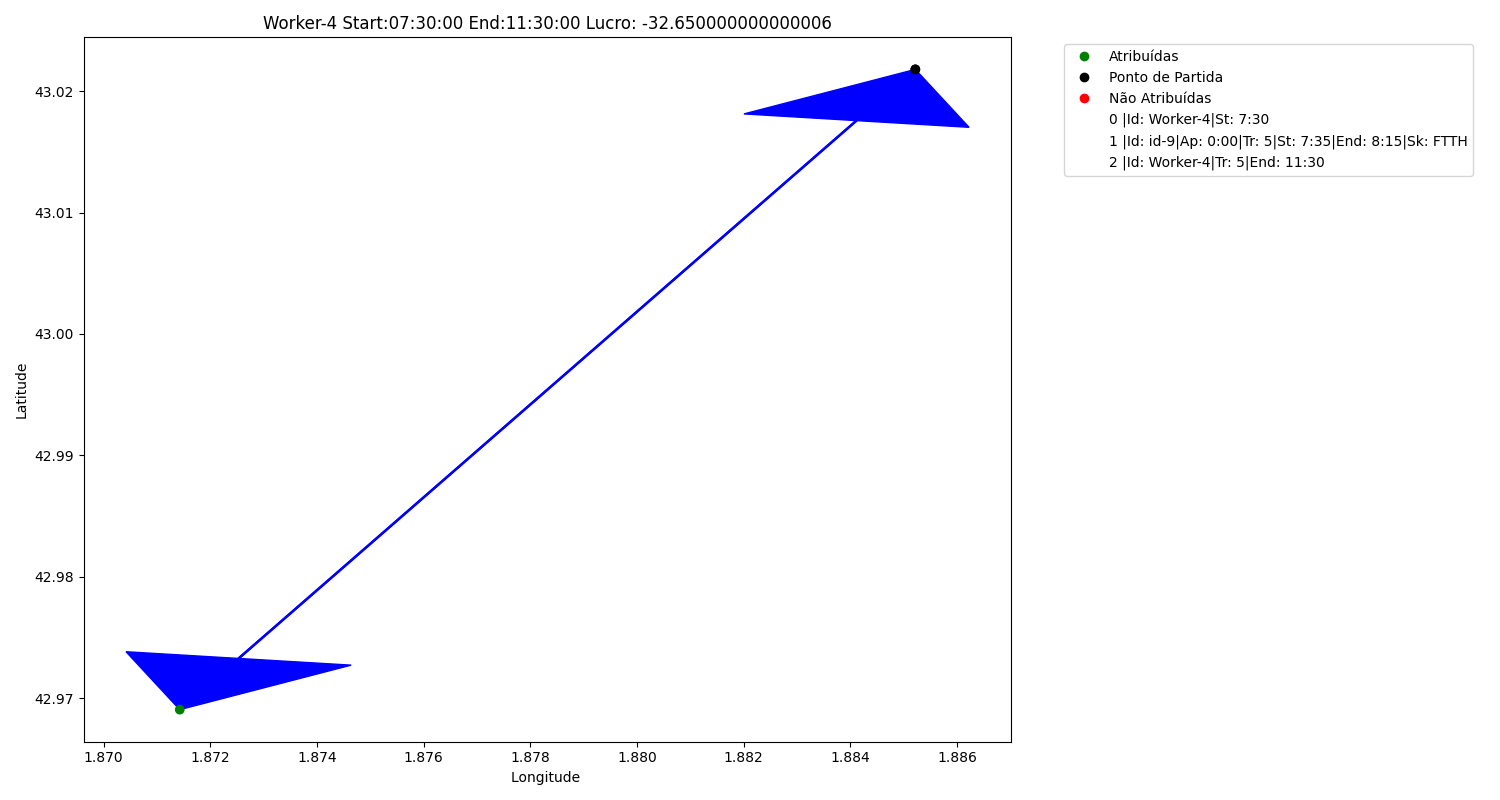 Worker-4 Start:07:30:00 End:11:30:00 Lucro: -32.650000000000006
Atribuídas
Ponto de Partida
Não Atribuídas
0 |Id: Worker-4|St: 7:30
1 |Id: id-9|Ap: 0:00|Tr: 5|St: 7:35|End: 8:15|Sk: FTTH
2 |Id: Worker-4|Tr: 5|End: 11:30
Latitude
43.02
43.01
43.00
42.99
42.98
42.97
1.870 1.872 1.874 1.876 1.878 1.880 1.882 1.884 1.886
Longitude